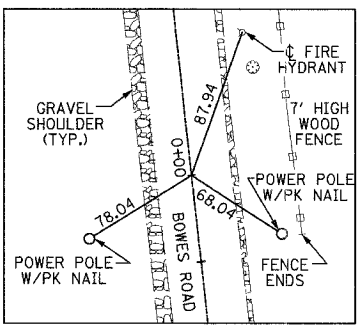 ℄ FIRE
HYDRANT
GRAVEL
SHOULDER
(TYP.)
87.94
7' HIGH
WOOD
FENCE
0+00
78.04
68.04
POWER POLE
W/PK NAIL
BOWES ROAD
POWER POLE
W/PK NAIL
FENCE
ENDS